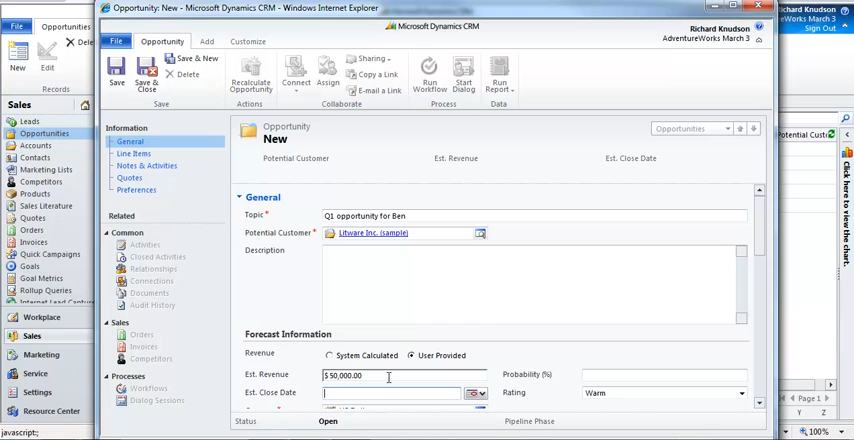 Opportunity: New - Microsoft Dynamics CRM - Windows Internet Explorer
Microsoft Dynamics CRM
File Opportunities
File Opportunity Add Customize
Richard Knudson
AdventureWorks March 3
Richard Knudson
AdventureWorks March 3
Sign Out
New Edit Delete
Records
Save Save & Close Save & New Delete
Save
Recalculate Opportunity
Actions
Connect Assign Sharing Copy a Link E-mail a Link
Collaborate
Run Workflow Start Dialog
Process
Run Report
Data
Sales
Leads
Opportunities
Accounts
Contacts
Marketing Lists
Competitors
Products
Sales Literature
Quotes
Orders
Invoices
Quick Campaigns
Goals
Goal Metrics
Rollup Queries
Internet Lead Capture
Workplace
Sales
Marketing
Service
Settings
Resource Center
javascript:;
Information
General
Line Items
Notes & Activities
Quotes
Preferences
Related
Common
Activities
Closed Activities
Relationships
Connections
Documents
Audit History
Sales
Orders
Invoices
Competitors
Processes
Workflows
Dialog Sessions
Opportunity
New
Opportunities
Potential Customer Est. Revenue Est. Close Date
General
Topic* Q1 opportunity for Ben
Potential Customer* Litware Inc. (sample)
Description
Forecast Information
Revenue System Calculated User Provided
Est. Revenue $ 50,000.00 Probability (%)
Est. Close Date Rating Warm
Status Open Pipeline Phase
Potential Custo
Click here to view the chart.
Page 1
Y Z
100%